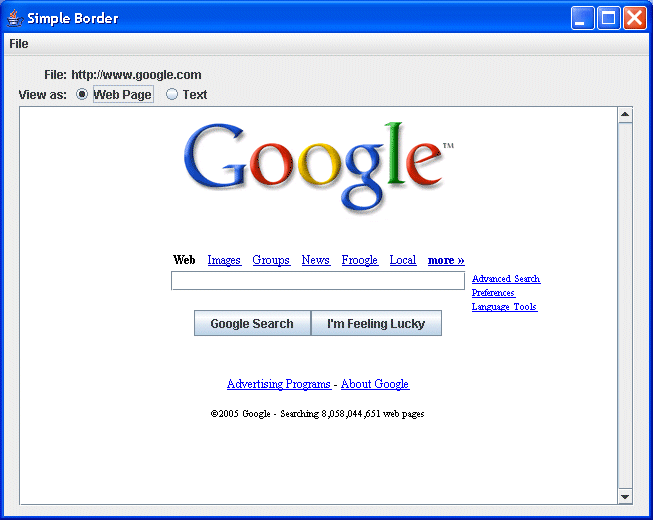 Simple Border
File
File: http://www.google.com
View as: Web Page Text
Google™
Web Images Groups News Froogle Local more »
Advanced Search
Preferences
Language Tools
Google Search I'm Feeling Lucky
Advertising Programs - About Google
©2005 Google - Searching 8,058,044,651 web pages